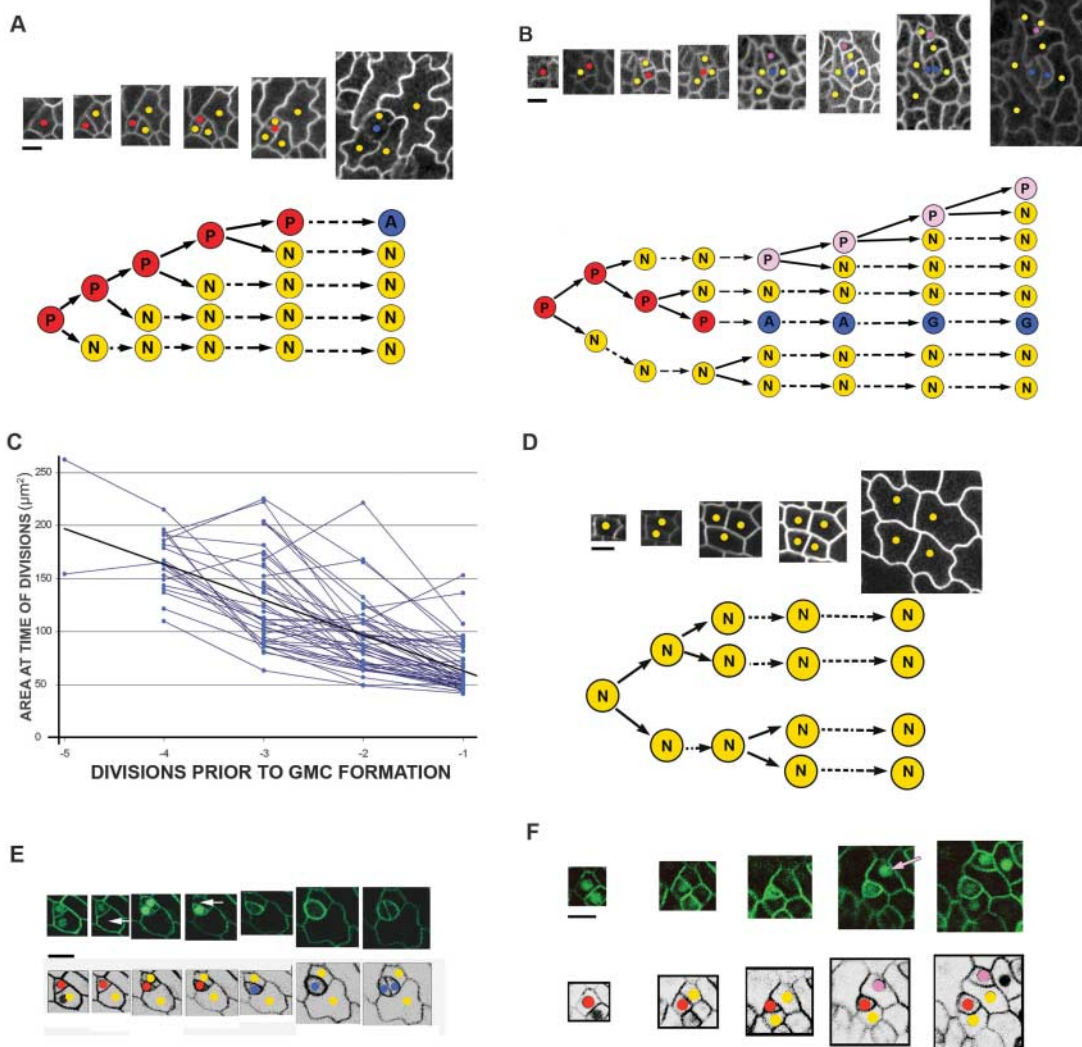 A
P P A
P N N
P N N N
P N N N N
N N N N N
B
P
P N
P N N
N N P N N N
P N N N N N
P P P A A G G
N N N N N
N N N N N N
C
AREA AT TIME OF DIVISIONS (µm²)
250
200
150
100
50
0
-5 -4 -3 -2 -1
DIVISIONS PRIOR TO GMC FORMATION
D
N N N
N N N N
N
N N N N
N N
E
F